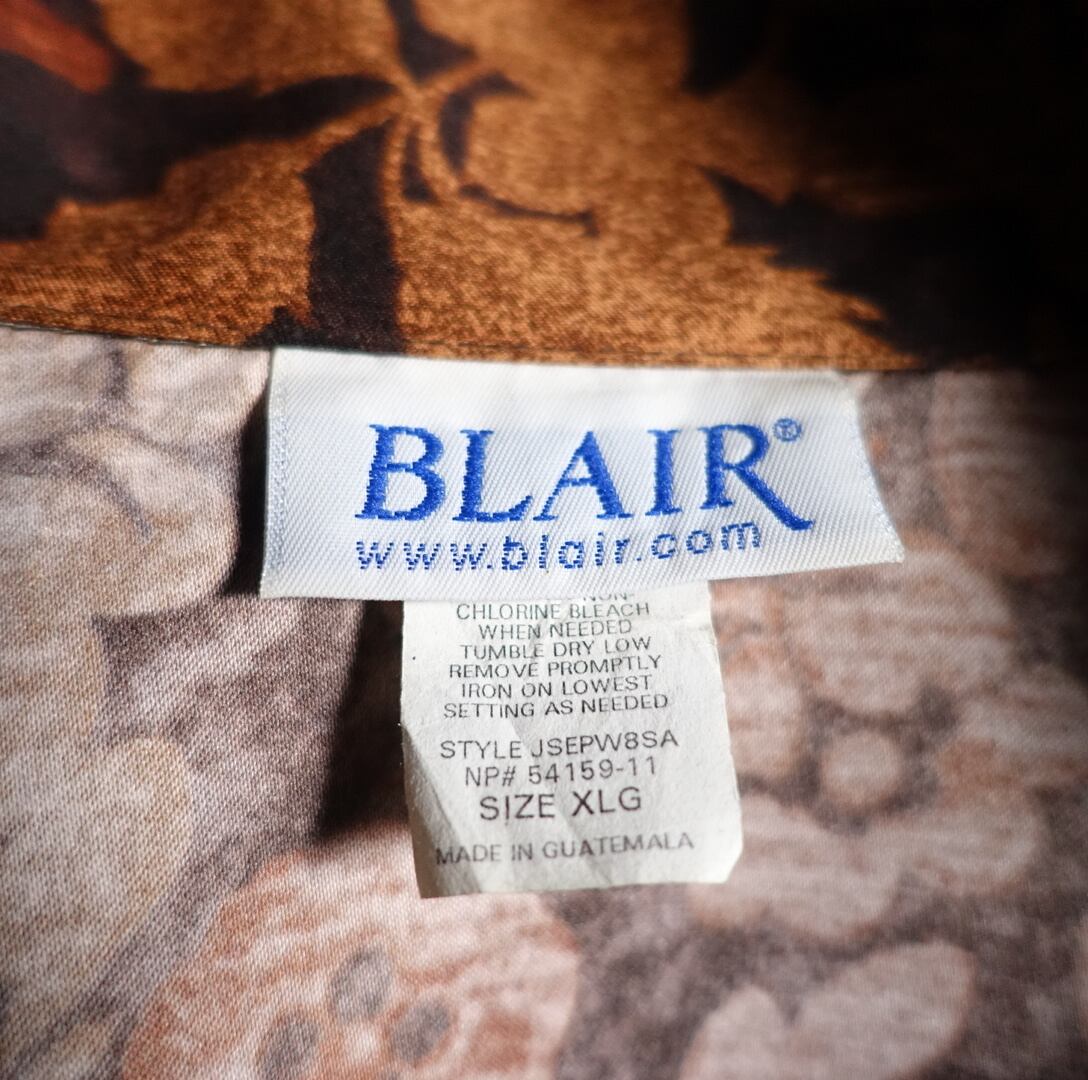 BLAIR®
www.blair.com
NON-
CHLORINE BLEACH
WHEN NEEDED
TUMBLE DRY LOW
REMOVE PROMPTLY
IRON ON LOWEST
SETTING AS NEEDED
STYLE JSEPW8SA
NP# 54159-11
SIZE XLG
MADE IN GUATEMALA